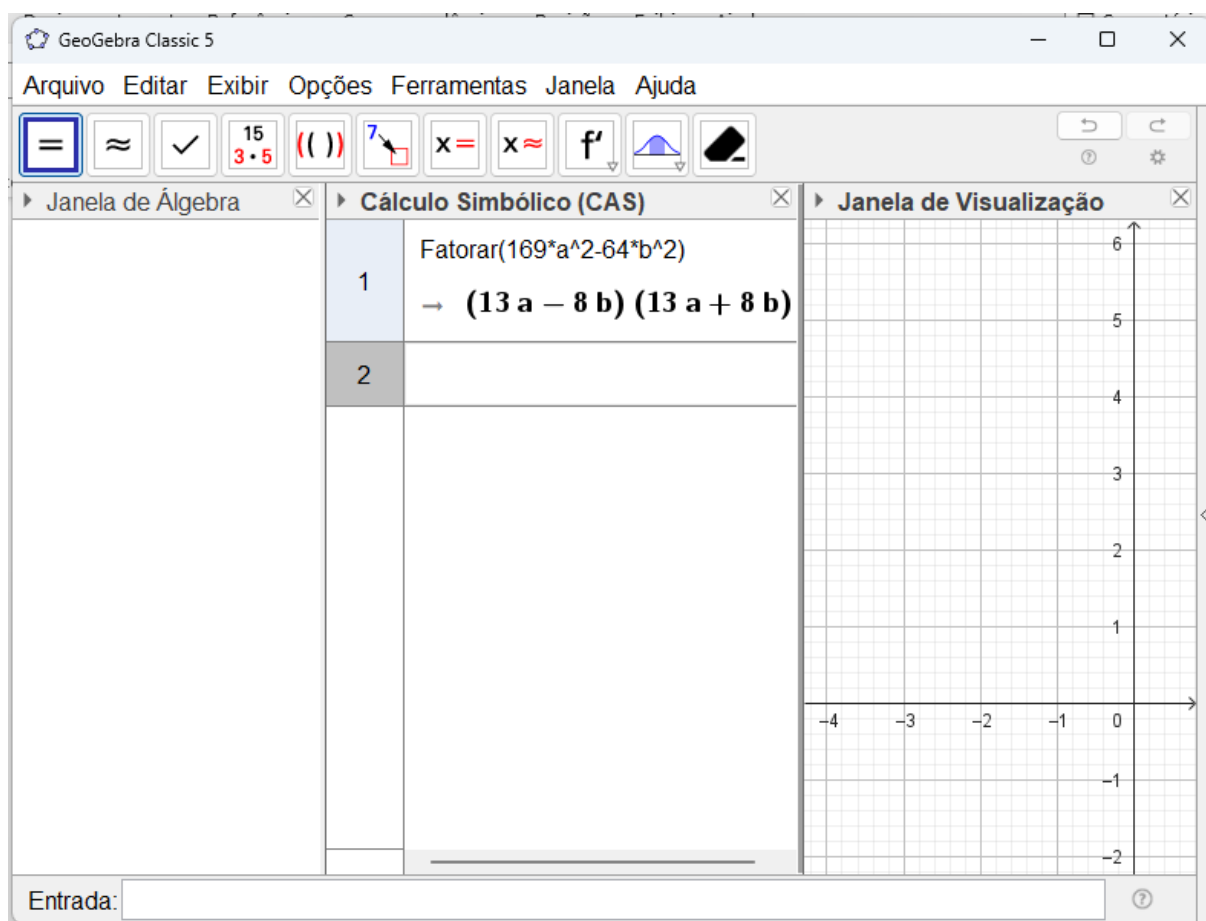 GeoGebra Classic 5
Arquivo Editar Exibir Opções Ferramentas Janela Ajuda
= ≈ ✓ 15 3•5 (( )) 7 x= x≈ f′
Janela de Álgebra
Cálculo Simbólico (CAS)
1
Fatorar(169*a^2-64*b^2)
→ (13 a − 8 b) (13 a + 8 b)
2
Janela de Visualização
6
5
4
3
2
1
−4 −3 −2 −1 0
−1
−2
Entrada: